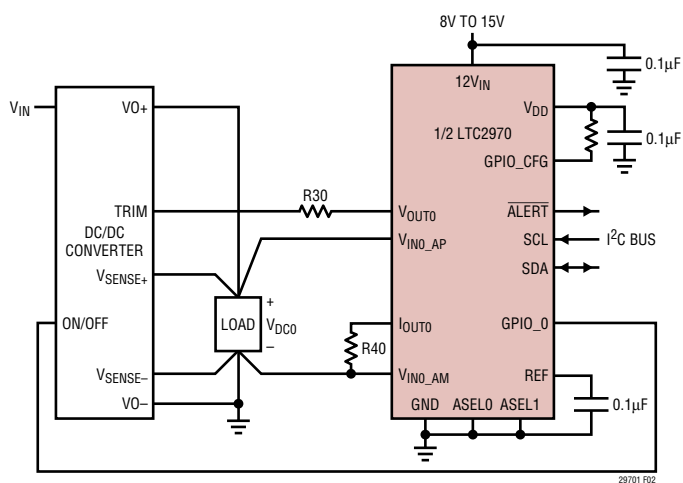 8V TO 15V
0.1µF
12V_IN
V_IN
VO+
V_DD
1/2 LTC2970
0.1µF
GPIO_CFG
R30
TRIM
V_OUT0
ALERT
DC/DC
CONVERTER
V_IN0_AP
SCL
I²C BUS
V_SENSE+
SDA
+
ON/OFF
LOAD
V_DC0
I_OUT0
GPIO_0
–
R40
V_SENSE–
V_IN0_AM
REF
VO–
0.1µF
GND
ASEL0
ASEL1
29701 F02